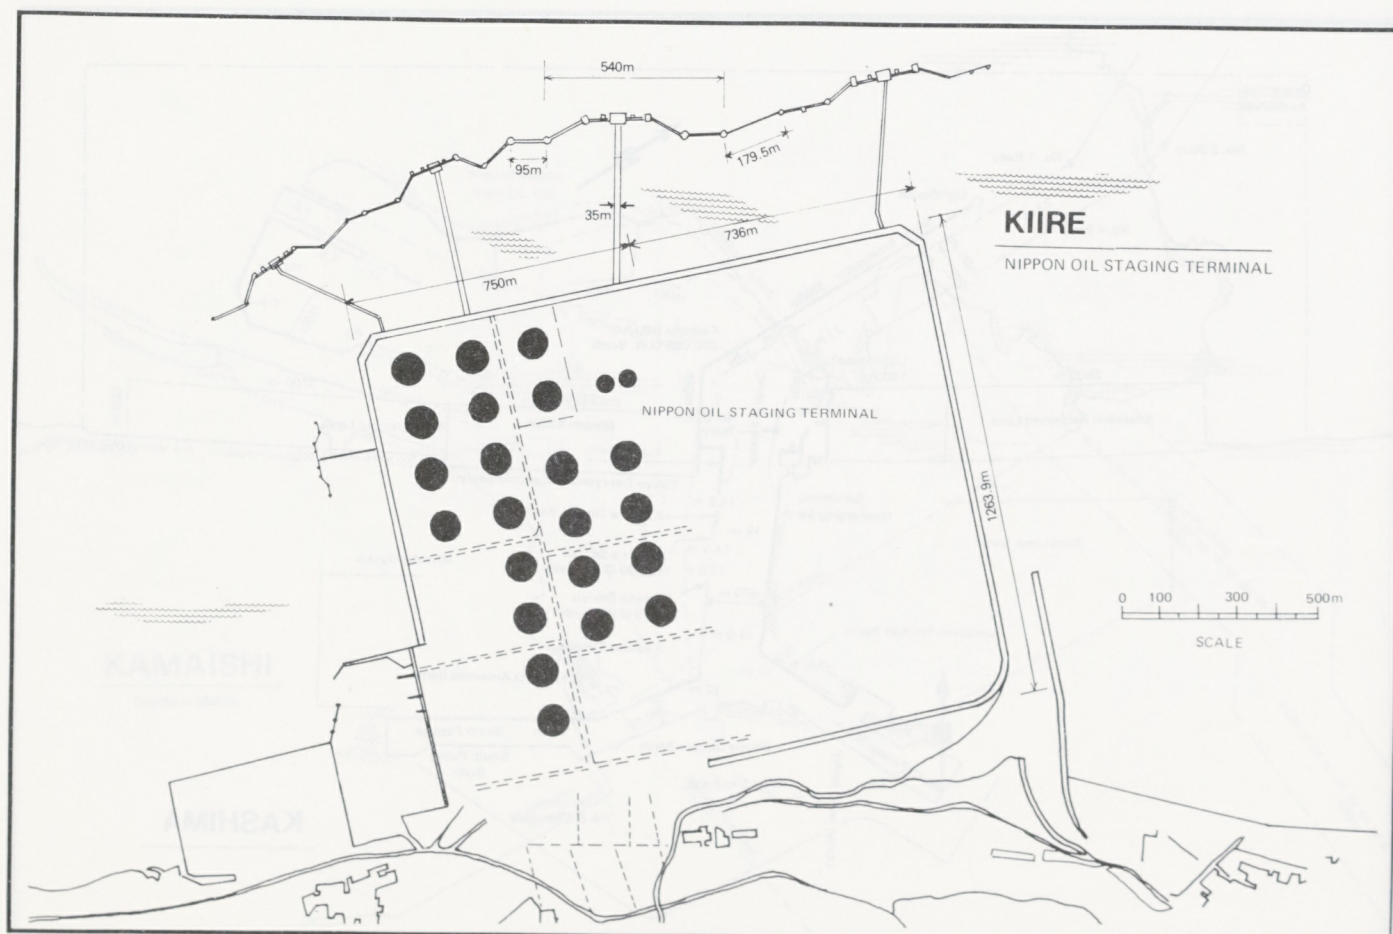 540m
95m
179.5m
35m
736m
750m
KIIRE
NIPPON OIL STAGING TERMINAL
NIPPON OIL STAGING TERMINAL
1263.9m
0 100 300 500m
SCALE
KAMAISHI
KASHIMA